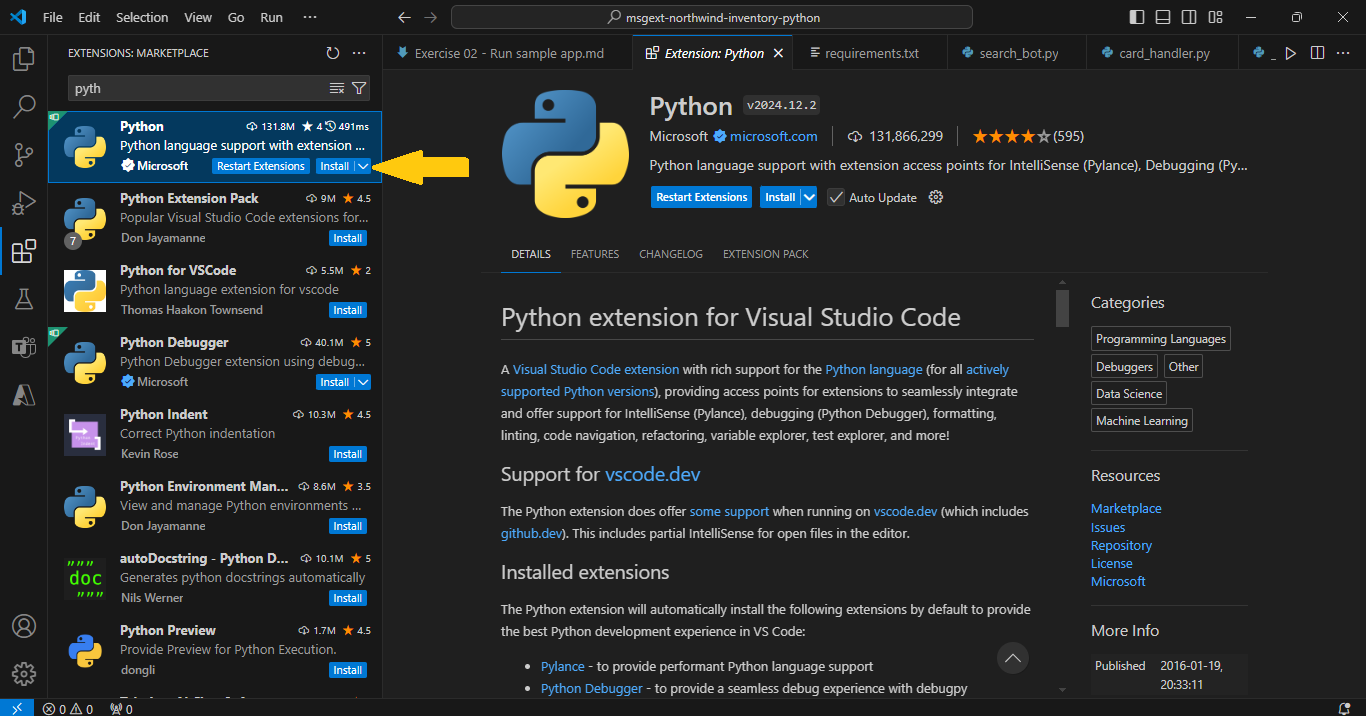 File Edit Selection View Go Run ···
msgext-northwind-inventory-python
EXTENSIONS: MARKETPLACE
pyth
Python 131.8M 4 491ms
Python language support with extension ...
Microsoft Restart Extensions Install
Python Extension Pack 9M 4.5
Popular Visual Studio Code extensions for...
7
Don Jayamanne Install
Python for VSCode 5.5M 2
Python language extension for vscode
Thomas Haakon Townsend Install
Python Debugger 40.1M 5
Python Debugger extension using debug...
Microsoft Install
Python Indent 10.3M 4.5
Correct Python indentation
Kevin Rose Install
Python Environment Man... 8.6M 3.5
View and manage Python environments ...
Don Jayamanne Install
autoDocstring - Python D... 10.1M 5
Generates python docstrings automatically
""" doc """
Nils Werner Install
Python Preview 1.7M 4.5
Provide Preview for Python Execution.
dongli Install
Exercise 02 - Run sample app.md Extension: Python requirements.txt search_bot.py card_handler.py _ ···
Python v2024.12.2
Microsoft microsoft.com 131,866,299 (595)
Python language support with extension access points for IntelliSense (Pylance), Debugging (Py...
Restart Extensions Install Auto Update
DETAILS FEATURES CHANGELOG EXTENSION PACK
Python extension for Visual Studio Code
A Visual Studio Code extension with rich support for the Python language (for all actively
supported Python versions), providing access points for extensions to seamlessly integrate
and offer support for IntelliSense (Pylance), debugging (Python Debugger), formatting,
linting, code navigation, refactoring, variable explorer, test explorer, and more!
Support for vscode.dev
The Python extension does offer some support when running on vscode.dev (which includes
github.dev). This includes partial IntelliSense for open files in the editor.
Installed extensions
The Python extension will automatically install the following extensions by default to provide
the best Python development experience in VS Code:
• Pylance - to provide performant Python language support
• Python Debugger - to provide a seamless debug experience with debugpy
Categories
Programming Languages
Debuggers Other
Data Science
Machine Learning
Resources
Marketplace
Issues
Repository
License
Microsoft
More Info
Published 2016-01-19,
20:33:11
0 0 0